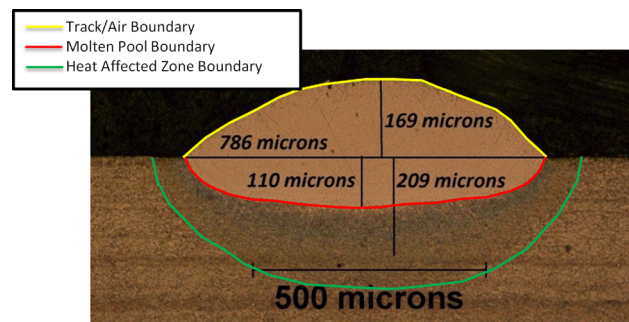 Track/Air Boundary
Molten Pool Boundary
Heat Affected Zone Boundary
169 microns
786 microns
110 microns
209 microns
500 microns